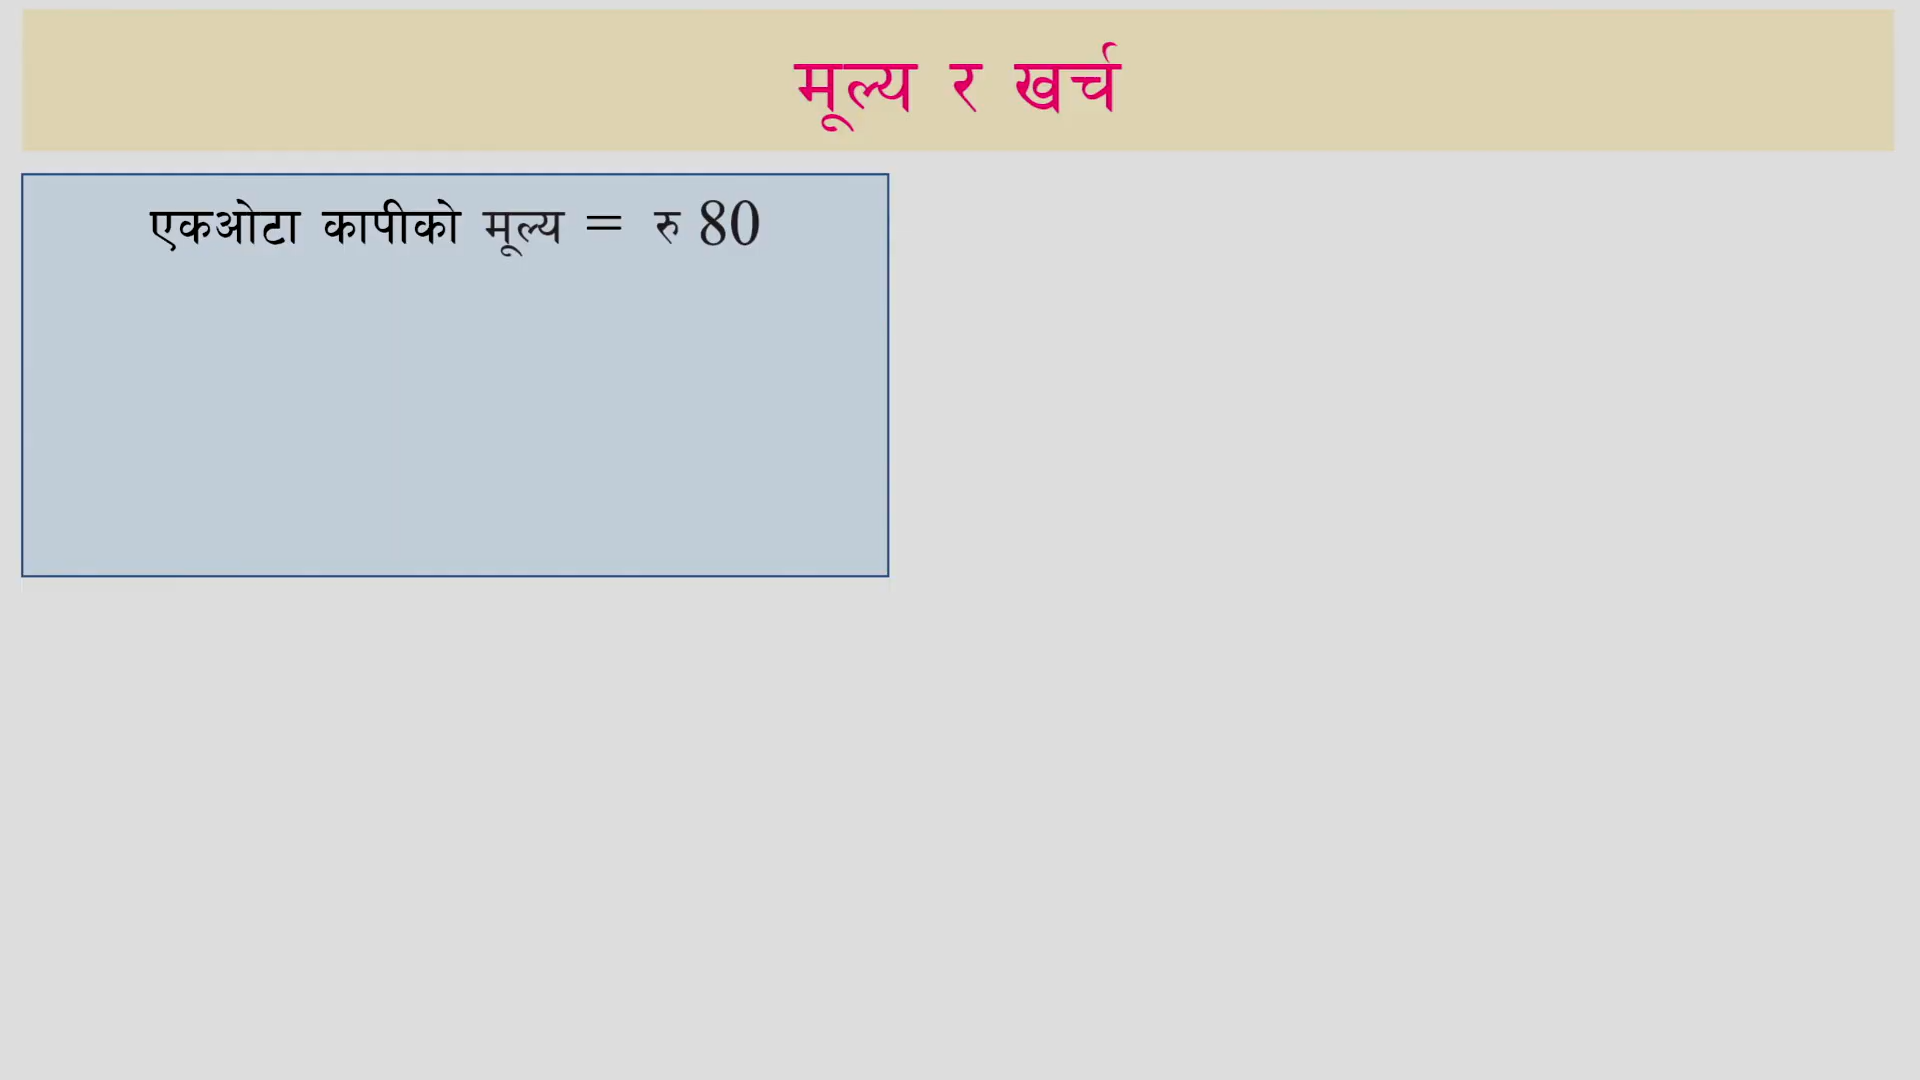 मूल्य र खर्च
एकओटा कापीको मूल्य = रु 80